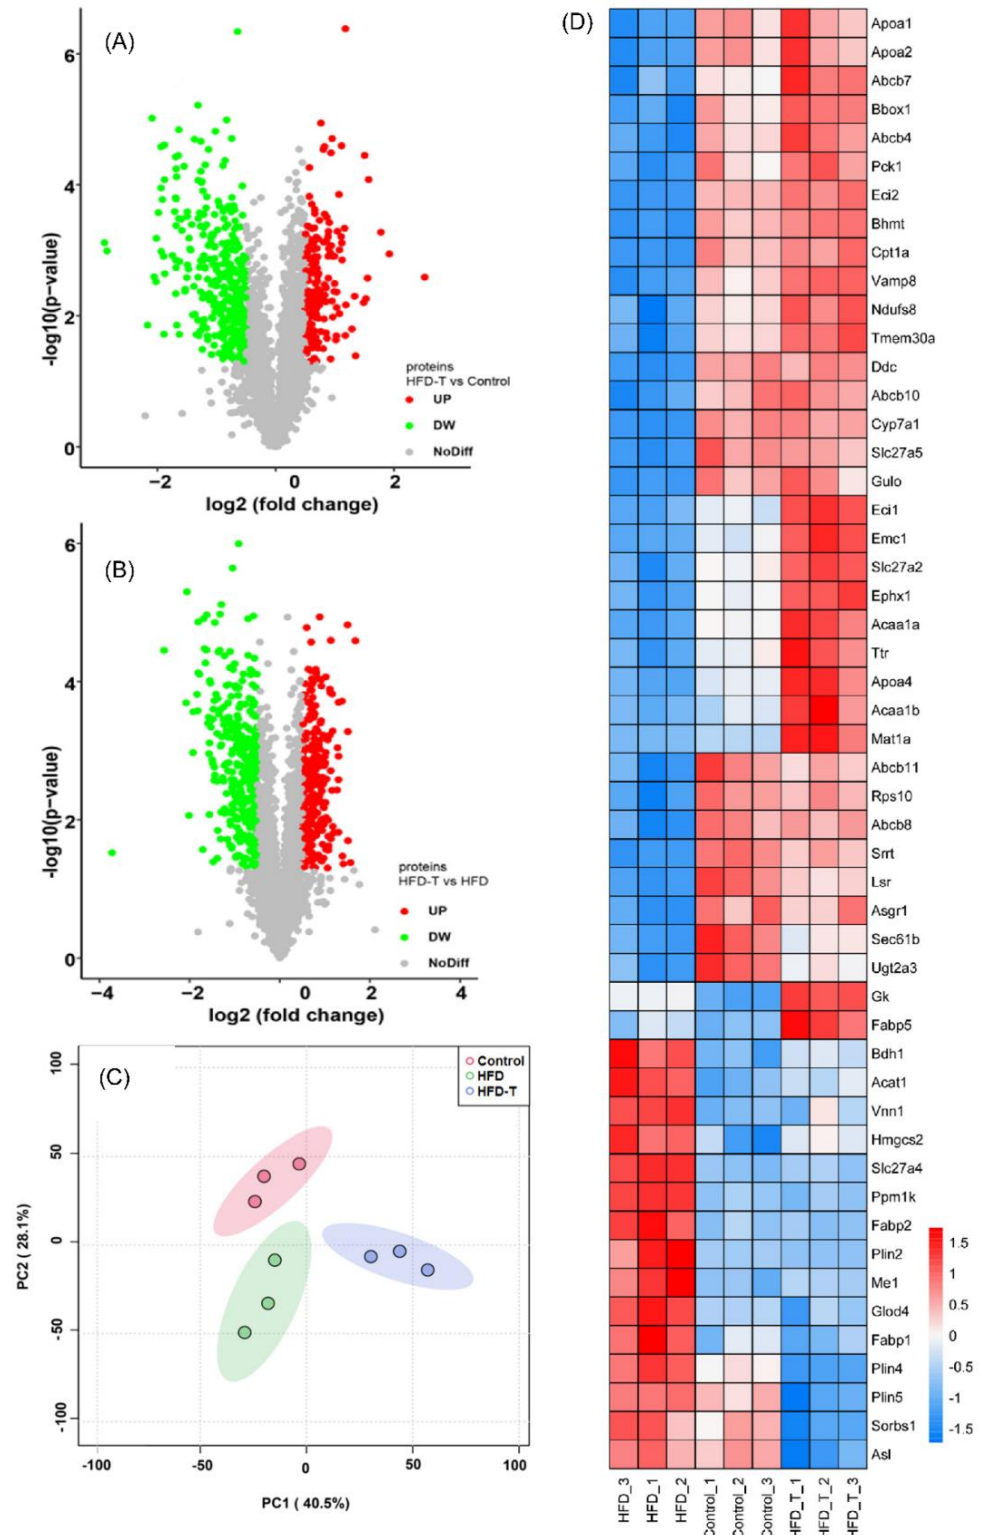 (A)
6
4
2
0
-log10(p-value)
−2
0
2
log2 (fold change)
proteins
HFD-T vs Control
UP
DW
NoDiff
(B)
6
4
2
0
-log10(p-value)
−4
−2
0
2
4
log2 (fold change)
proteins
HFD-T vs HFD
UP
DW
NoDiff
(C)
Control
HFD
HFD-T
100
50
0
-50
-100
PC2 ( 28.1%)
-100
-50
0
50
100
PC1 ( 40.5%)
(D)
Apoa1
Apoa2
Abcb7
Bbox1
Abcb4
Pck1
Eci2
Bhmt
Cpt1a
Vamp8
Ndufs8
Tmem30a
Ddc
Abcb10
Cyp7a1
Slc27a5
Gulo
Eci1
Emc1
Slc27a2
Ephx1
Acaa1a
Ttr
Apoa4
Acaa1b
Mat1a
Abcb11
Rps10
Abcb8
Srrt
Lsr
Asgr1
Sec61b
Ugt2a3
Gk
Fabp5
Bdh1
Acat1
Vnn1
Hmgcs2
Slc27a4
Ppm1k
Fabp2
Plin2
Me1
Glod4
Fabp1
Plin4
Plin5
Sorbs1
Asl
1.5
1
0.5
0
-0.5
-1
-1.5
HFD_3
HFD_1
HFD_2
Control_1
Control_2
Control_3
HFD_T_1
HFD_T_2
HFD_T_3